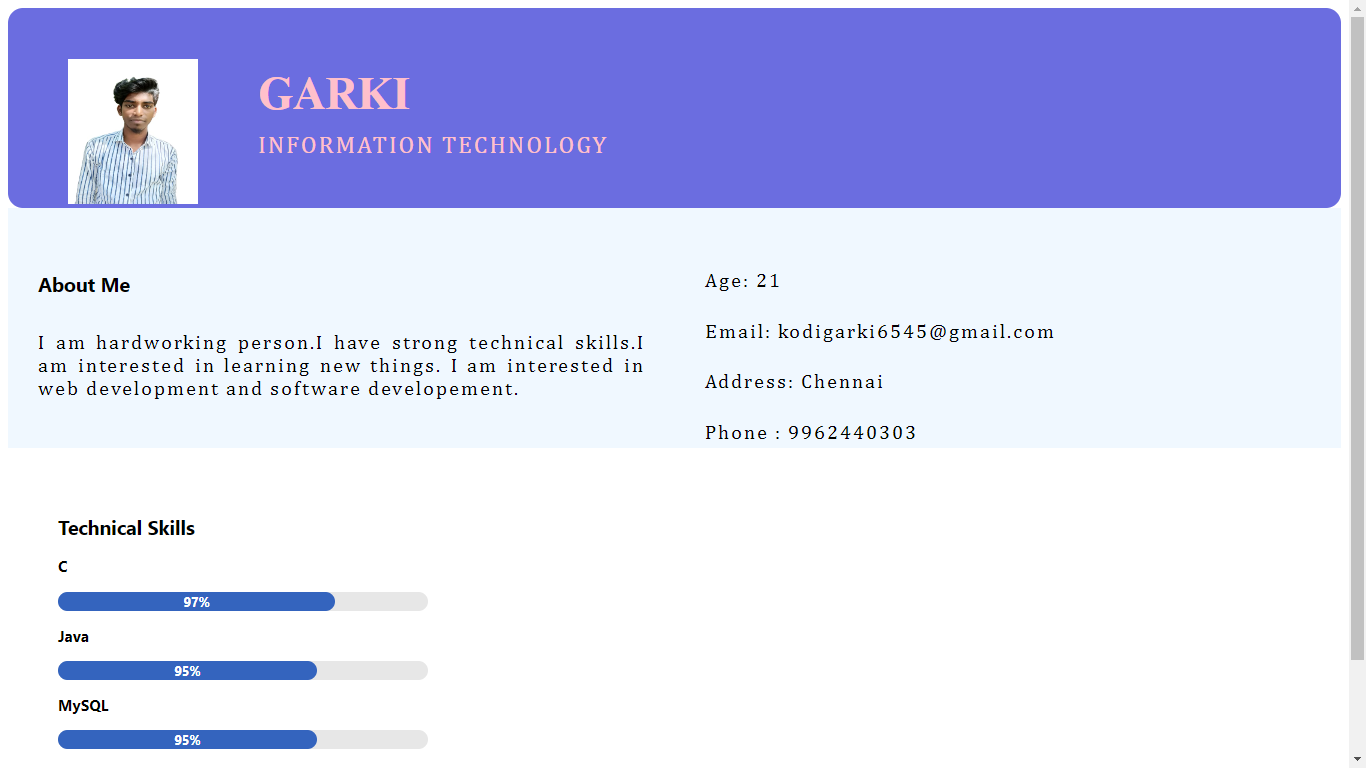 GARKI
INFORMATION TECHNOLOGY
About Me
I am hardworking person.I have strong technical skills.I
am interested in learning new things. I am interested in
web development and software developement.
Age: 21
Email: kodigarki6545@gmail.com
Address: Chennai
Phone : 9962440303
Technical Skills
C
97%
Java
95%
MySQL
95%